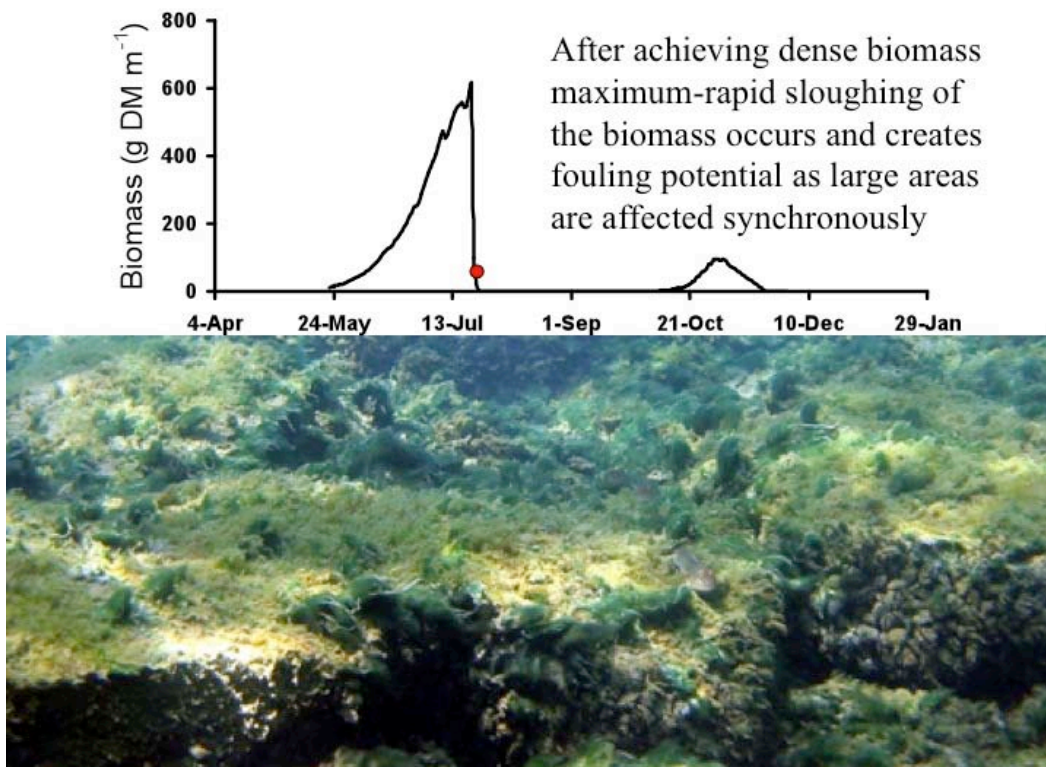 800
600
400
200
0
Biomass (g DM m⁻¹)
After achieving dense biomass
maximum-rapid sloughing of
the biomass occurs and creates
fouling potential as large areas
are affected synchronously
4-Apr 24-May 13-Jul 1-Sep 21-Oct 10-Dec 29-Jan